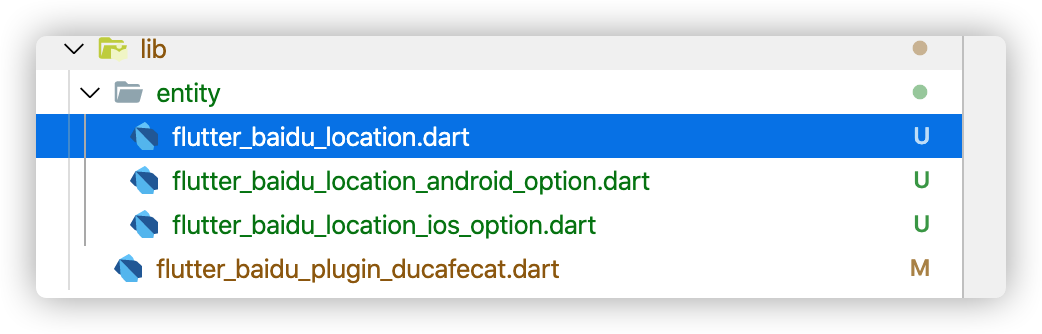 lib
entity
flutter_baidu_location.dart U
flutter_baidu_location_android_option.dart U
flutter_baidu_location_ios_option.dart U
flutter_baidu_plugin_ducafecat.dart M